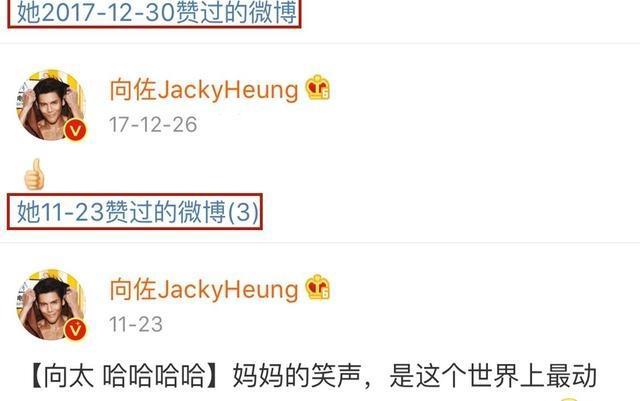 她2017-12-30赞过的微博
向佐JackyHeung
17-12-26
她11-23赞过的微博(3)
向佐JackyHeung
11-23
【向太 哈哈哈哈】妈妈的笑声，是这个世界上最动